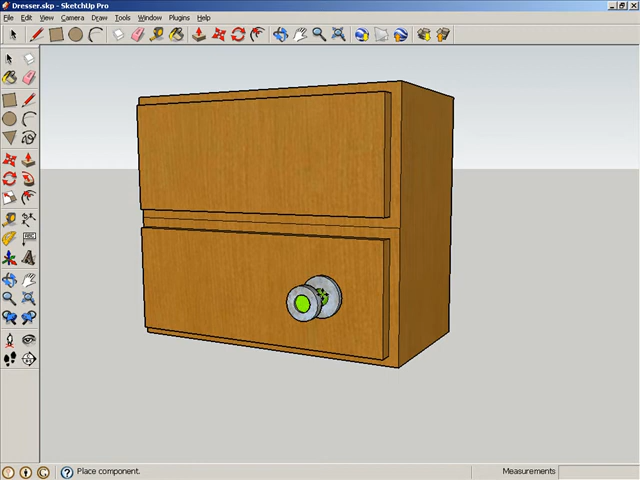 Dresser.skp - SketchUp Pro
File Edit View Camera Draw Tools Window Plugins Help
Place component.
Measurements